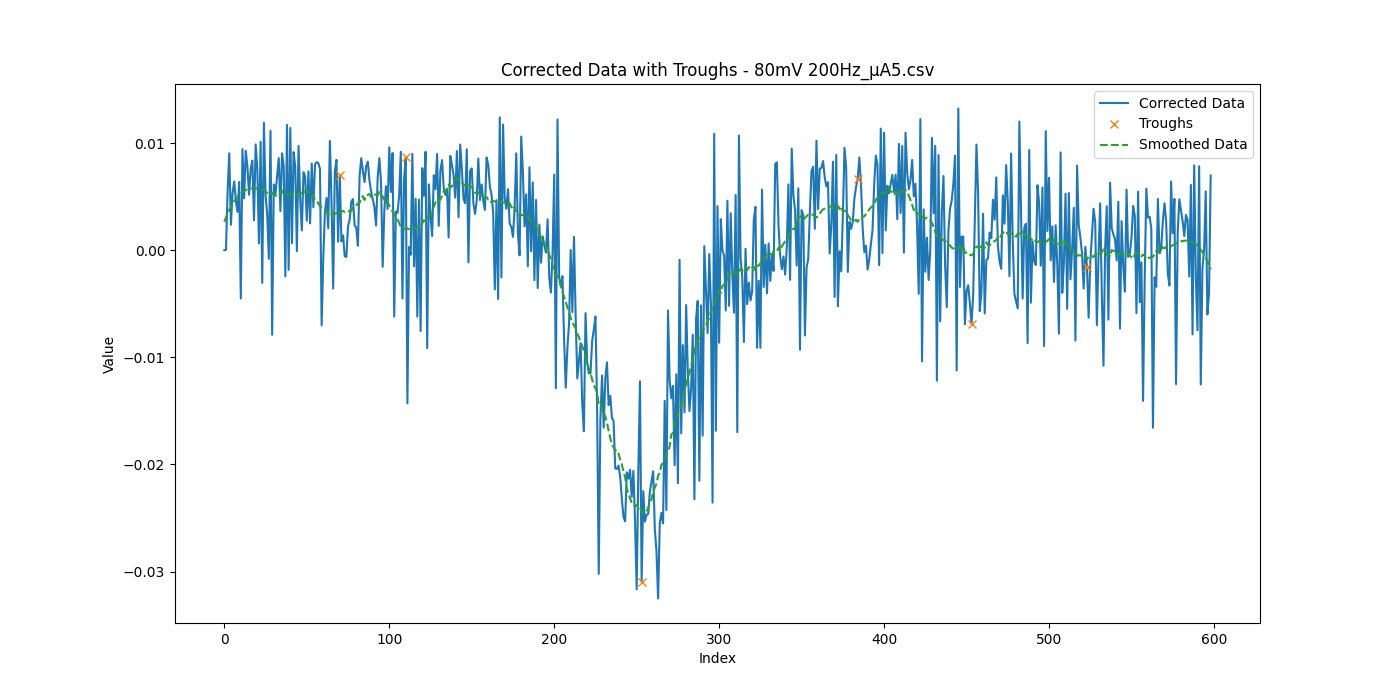 Corrected Data with Troughs - 80mV 200Hz_μA5.csv
Corrected Data
Troughs
Smoothed Data
Value
0.01
0.00
−0.01
−0.02
−0.03
0
100
200
300
400
500
600
Index